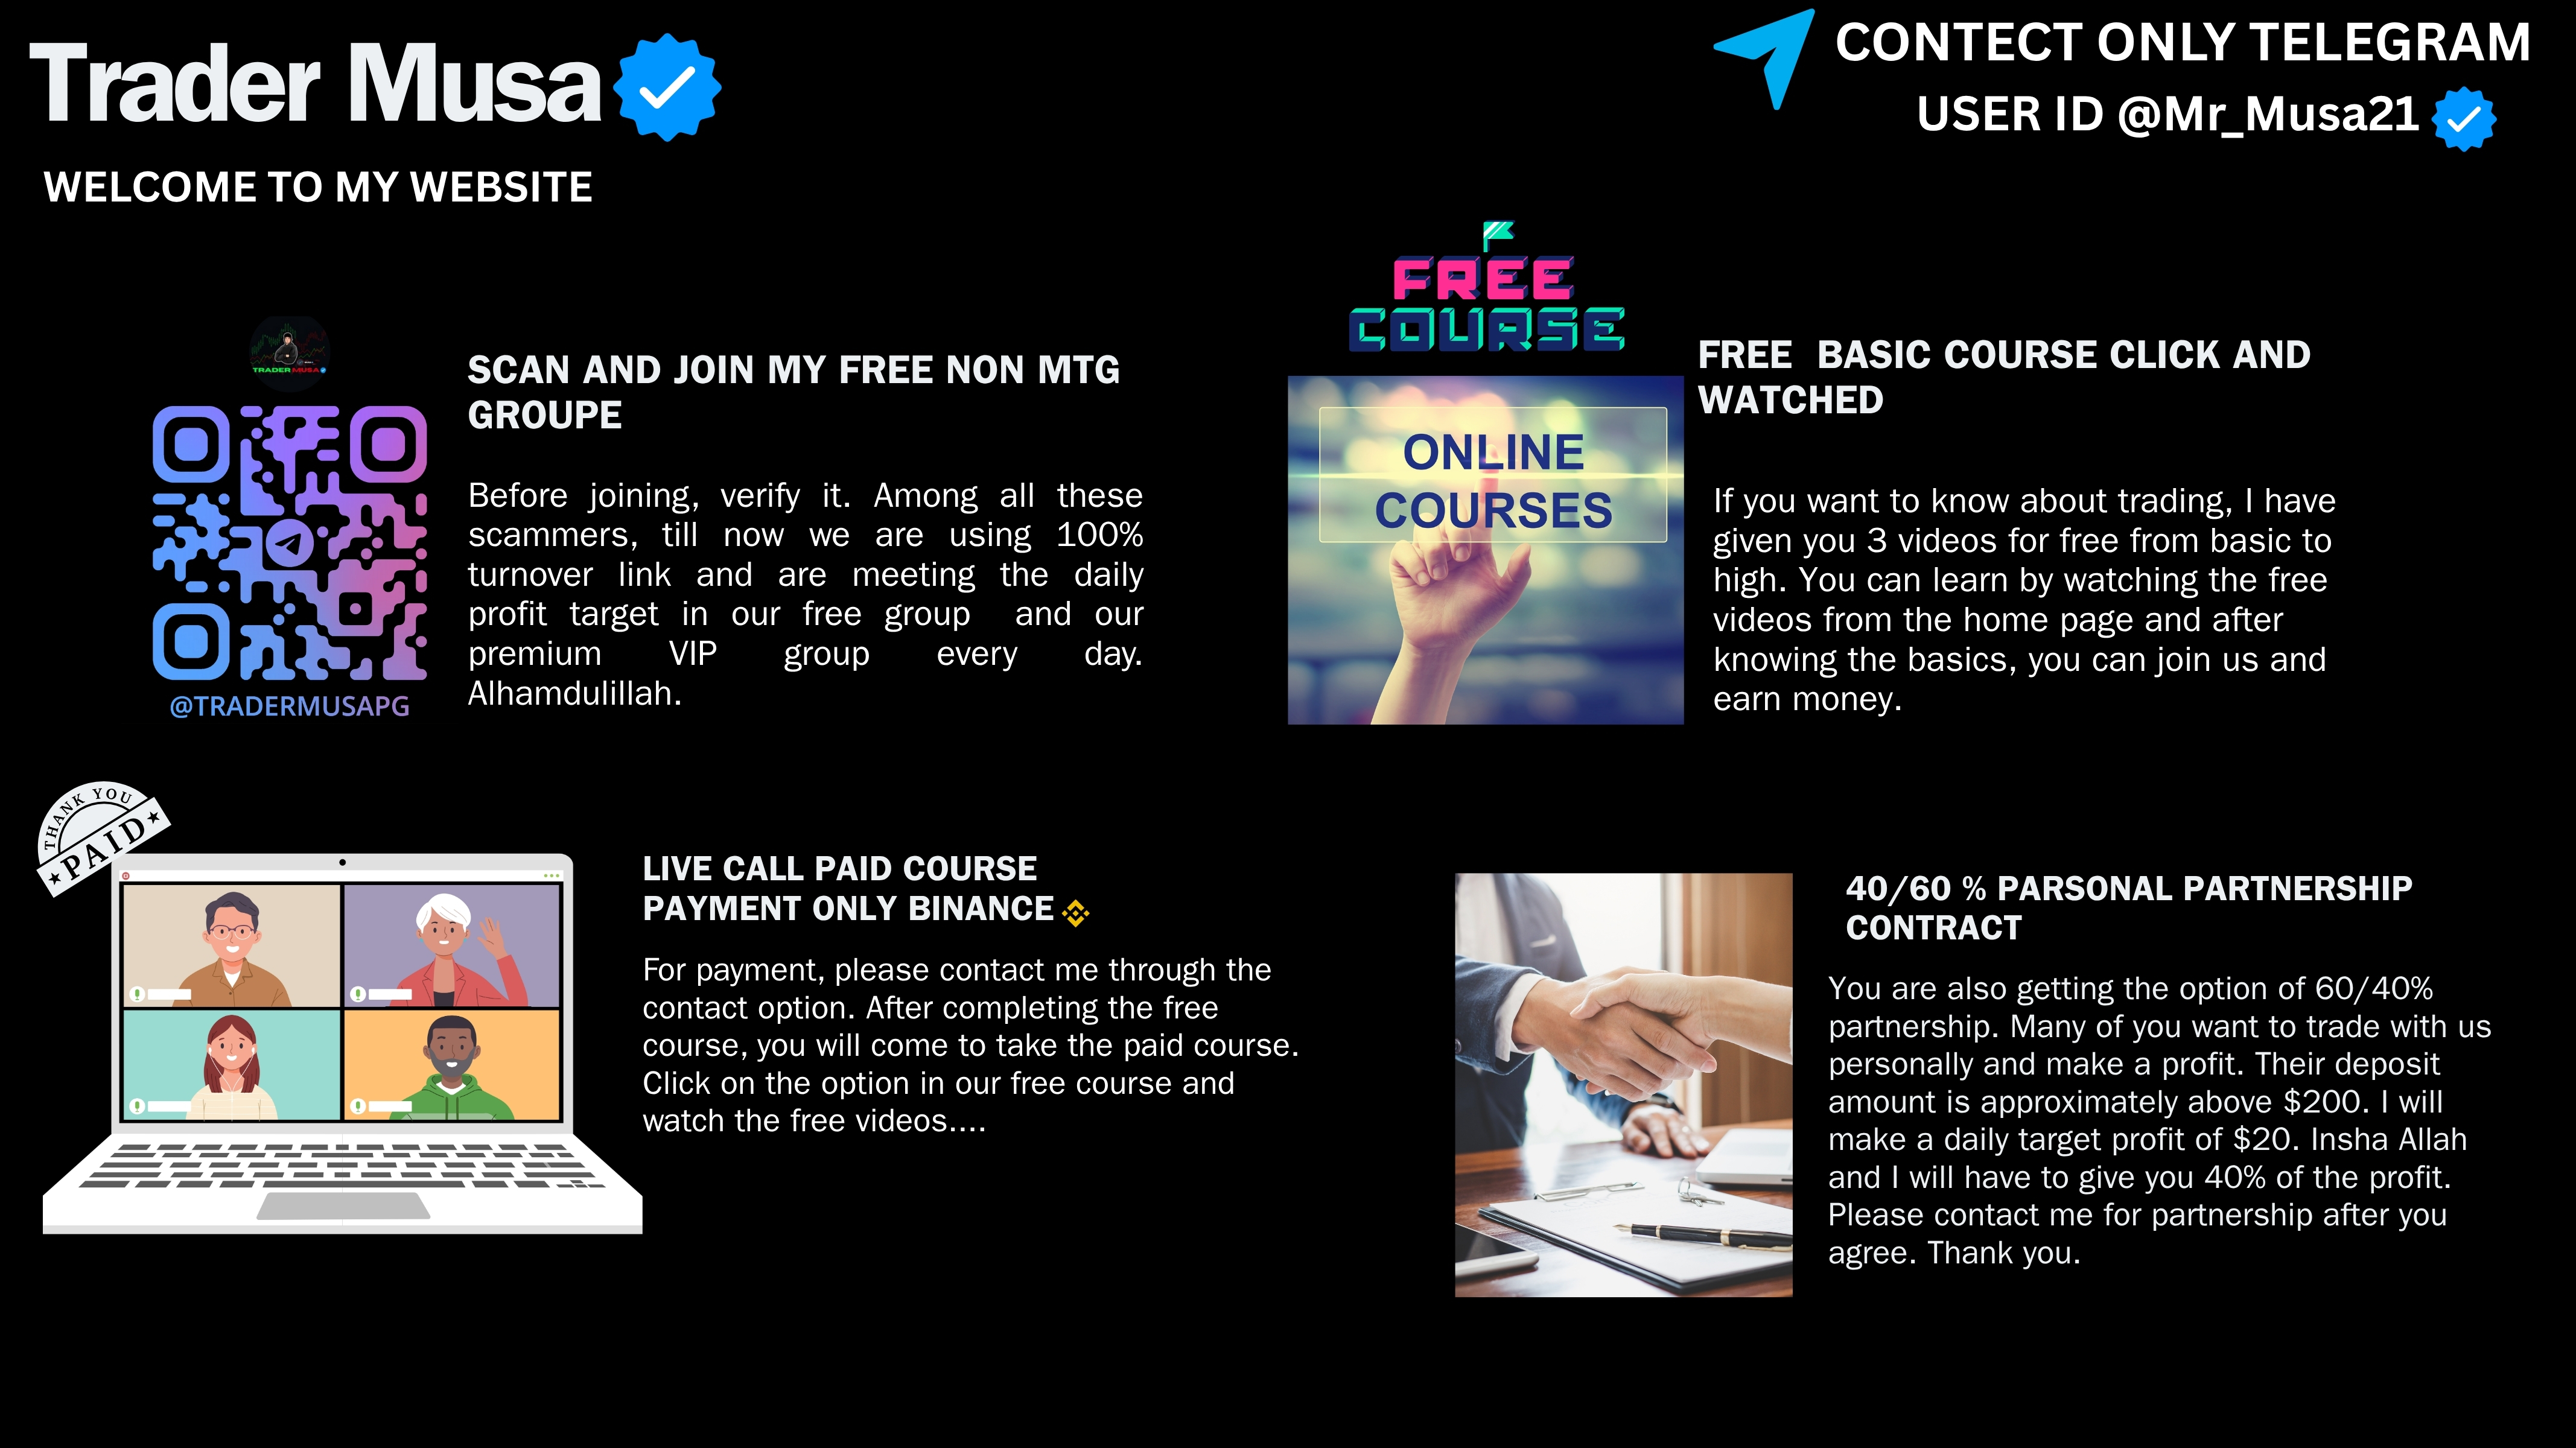 Trader Musa
WELCOME TO MY WEBSITE
CONTECT ONLY TELEGRAM
USER ID @Mr_Musa21
TRADER MUSA
@TRADERMUSAPG
SCAN AND JOIN MY FREE NON MTG
GROUPE
Before joining, verify it. Among all these
scammers, till now we are using 100%
turnover link and are meeting the daily
profit target in our free group and our
premium VIP group every day.
Alhamdulillah.
FREE
COURSE
ONLINE
COURSES
FREE BASIC COURSE CLICK AND
WATCHED
If you want to know about trading, I have
given you 3 videos for free from basic to
high. You can learn by watching the free
videos from the home page and after
knowing the basics, you can join us and
earn money.
THANK YOU
PAID
LIVE CALL PAID COURSE
PAYMENT ONLY BINANCE
For payment, please contact me through the
contact option. After completing the free
course, you will come to take the paid course.
Click on the option in our free course and
watch the free videos....
40/60 % PARSONAL PARTNERSHIP
CONTRACT
You are also getting the option of 60/40%
partnership. Many of you want to trade with us
personally and make a profit. Their deposit
amount is approximately above $200. I will
make a daily target profit of $20. Insha Allah
and I will have to give you 40% of the profit.
Please contact me for partnership after you
agree. Thank you.